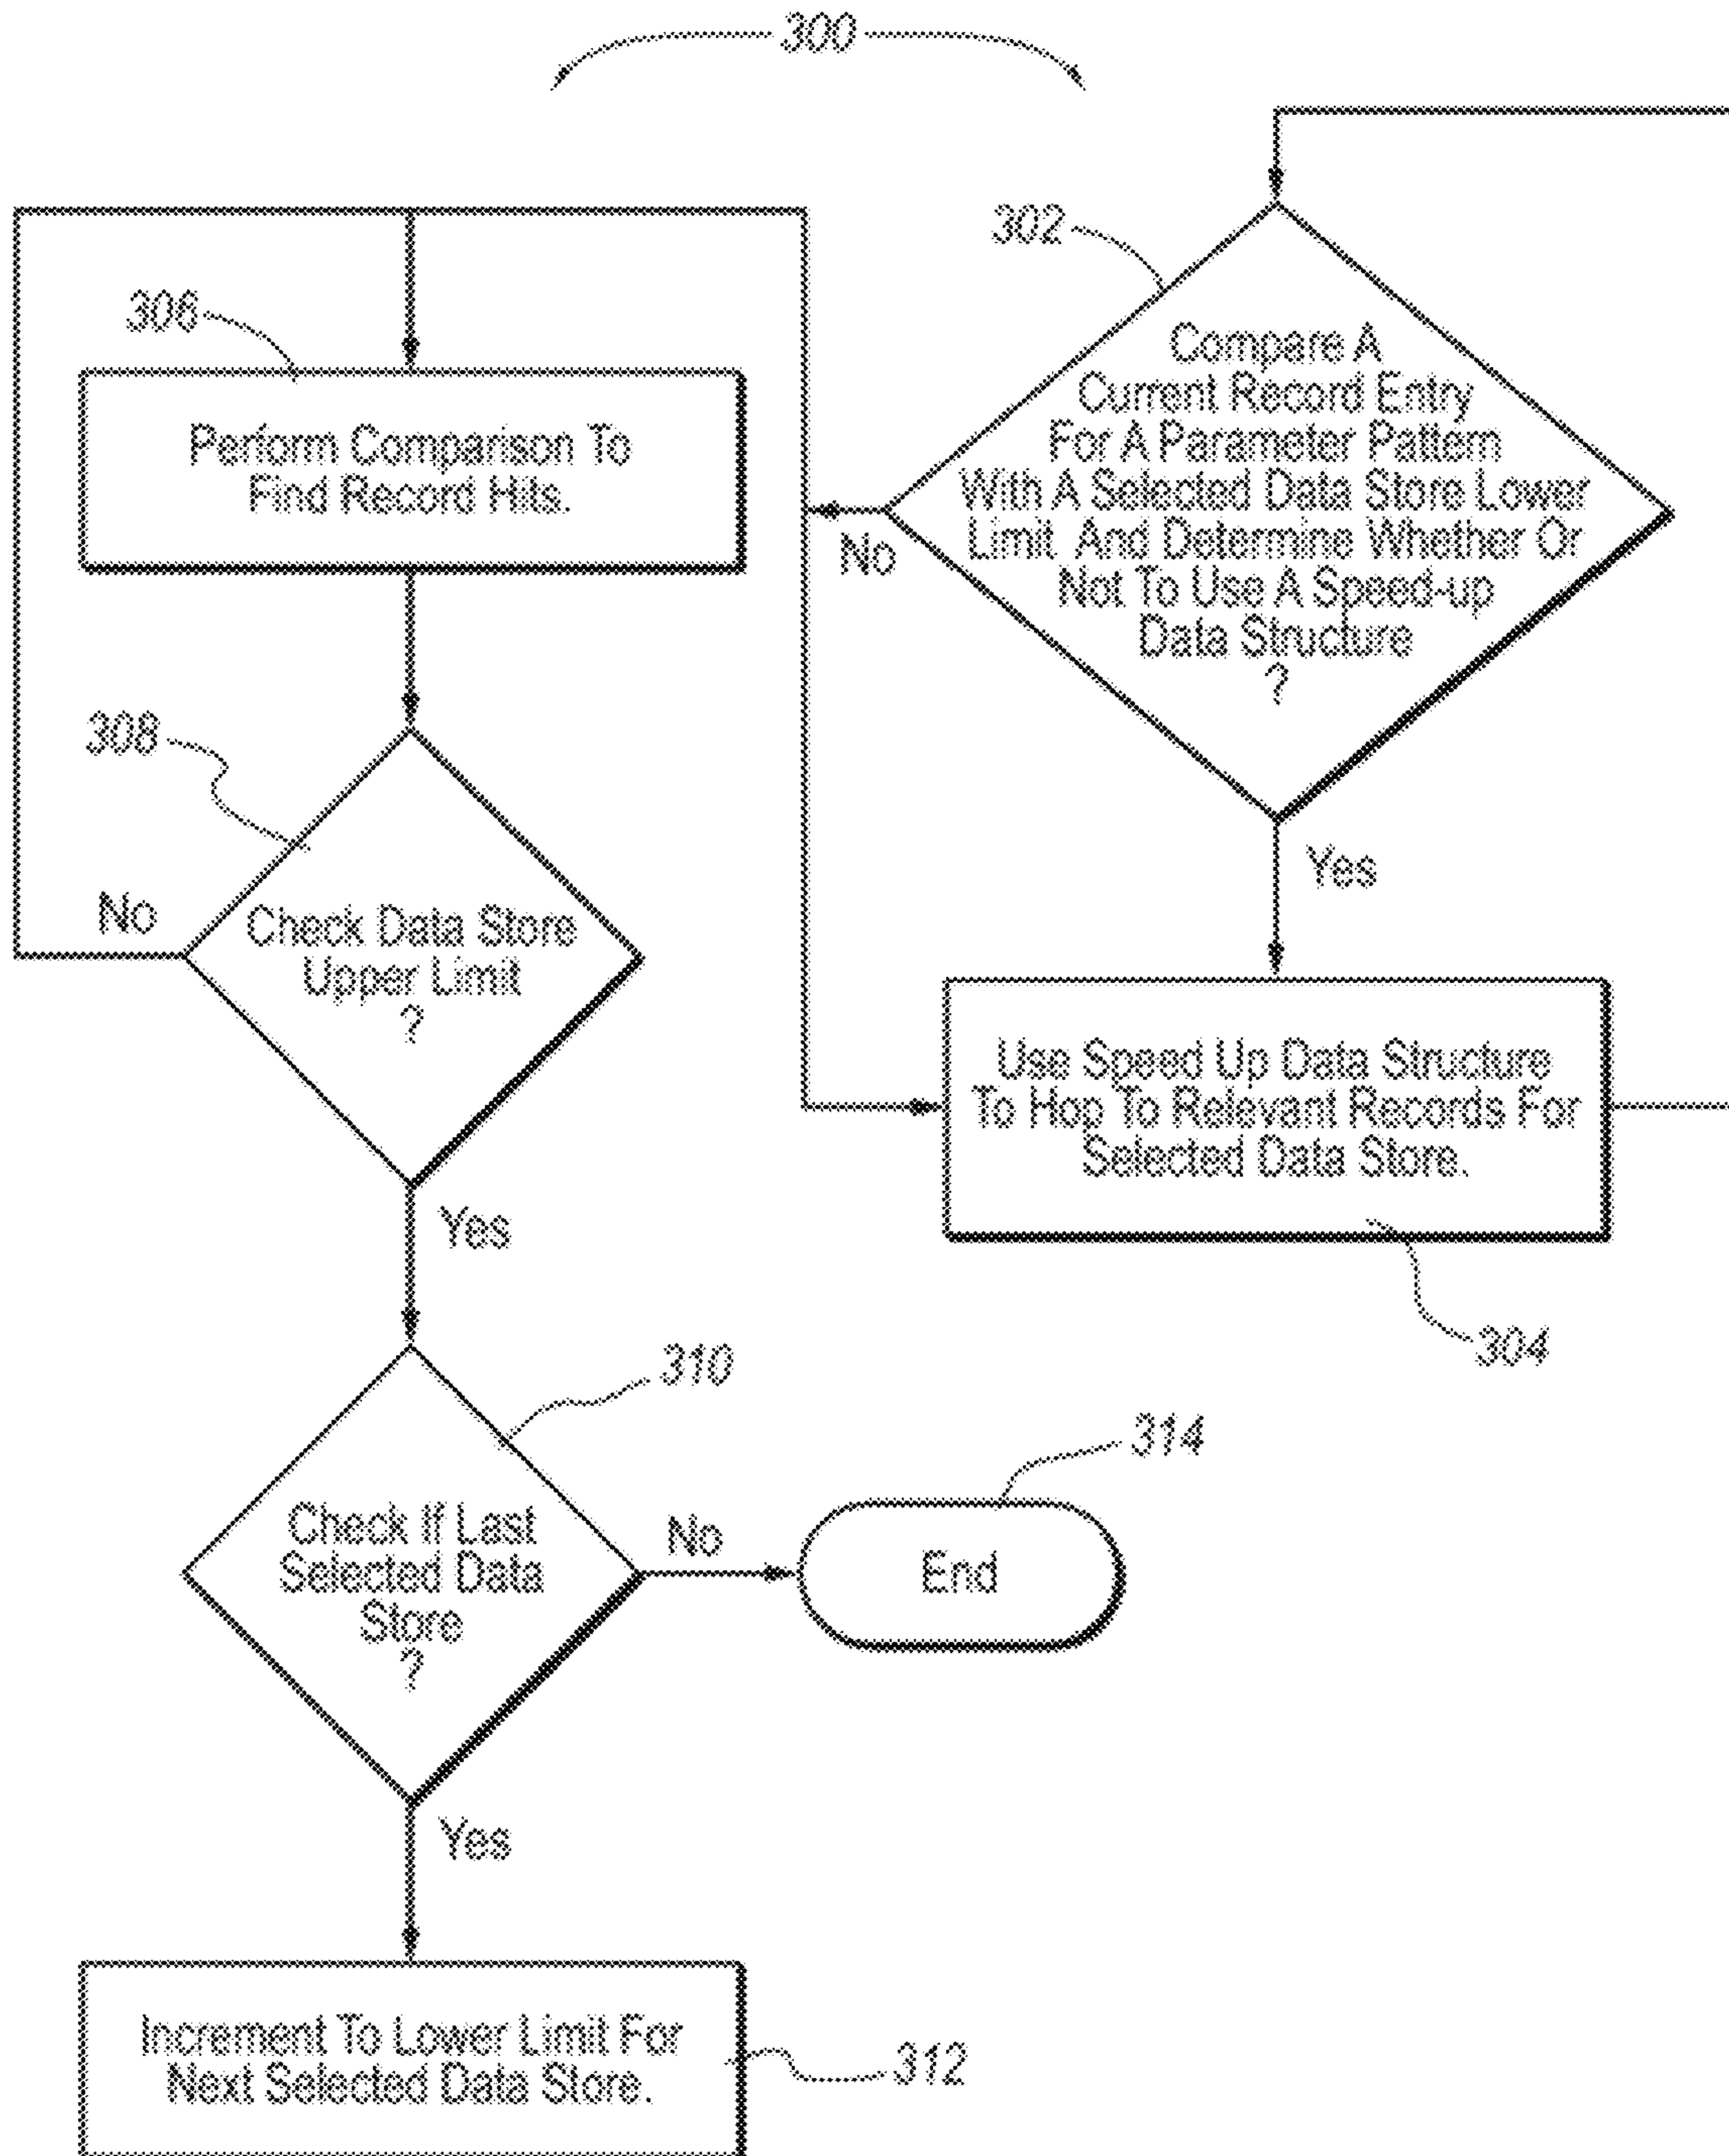 300
302
Compare A
Current Record Entry
For A Parameter Pattern
With A Selected Data Store Lower
Limit And Determine Whether Or
Not To Use A Speed-up
Data Structure
?
No
Yes
Use Speed Up Data Structure
To Hop To Relevant Records For
Selected Data Store.
304
306
Perform Comparison To
Find Record Hits.
308
Check Data Store
Upper Limit
?
No
Yes
310
Check If Last
Selected Data
Store
?
No
314
End
Yes
Increment To Lower Limit For
Next Selected Data Store.
312